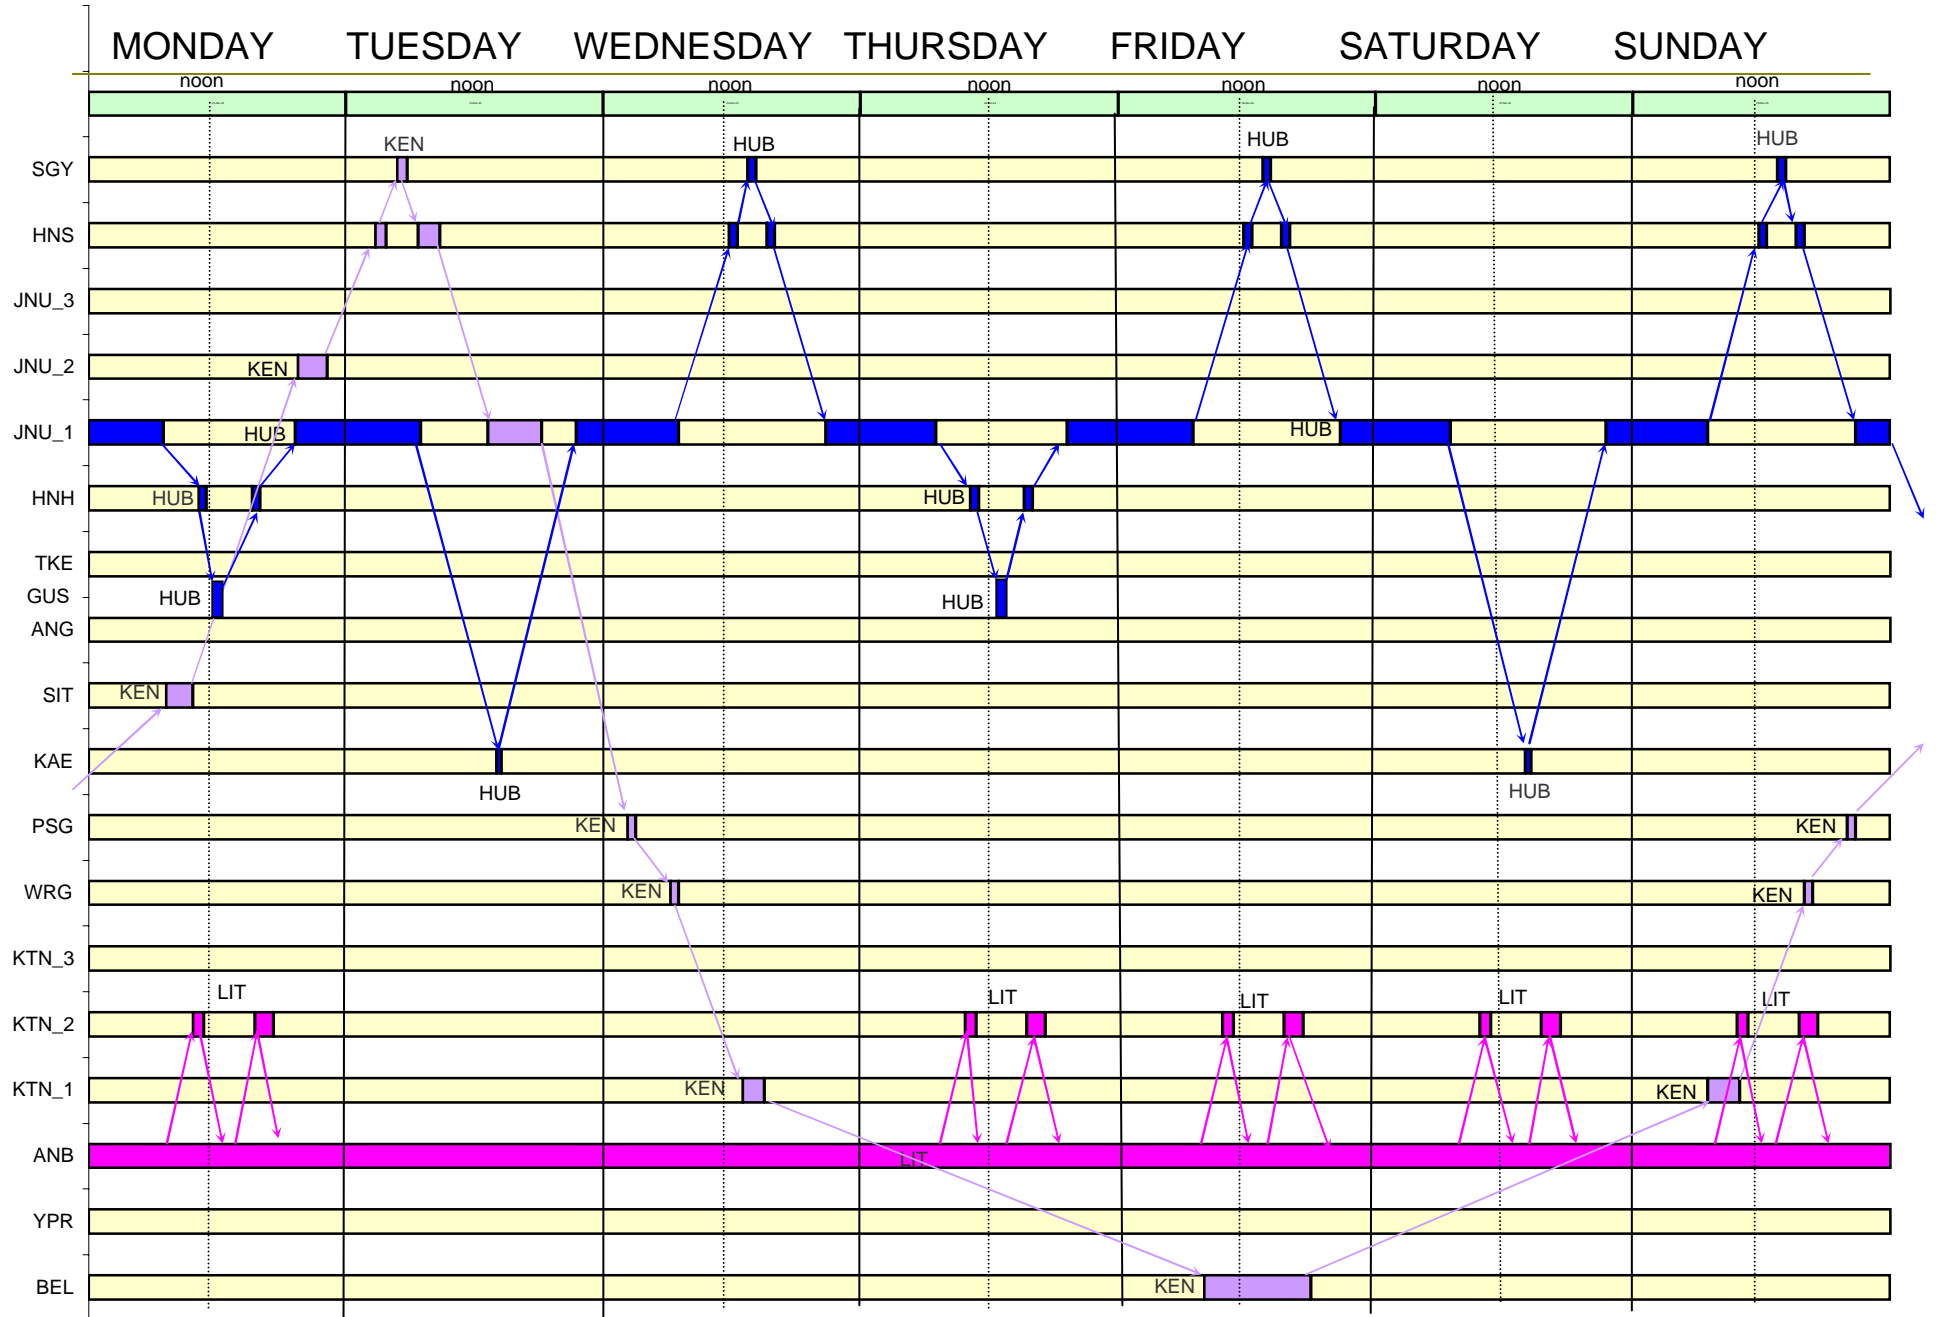 MONDAY TUESDAY WEDNESDAY THURSDAY FRIDAY SATURDAY SUNDAY
noon noon noon noon noon noon noon
KEN HUB HUB HUB
SGY
HNS
JNU_3
JNU_2 KEN
JNU_1 HUB HUB
HNH HUB HUB
TKE
GUS HUB HUB
ANG
SIT KEN
KAE
HUB HUB
PSG KEN KEN
WRG KEN KEN
KTN_3
LIT LIT LIT LIT LIT
KTN_2
KTN_1 KEN KEN
ANB LIT
YPR
BEL KEN